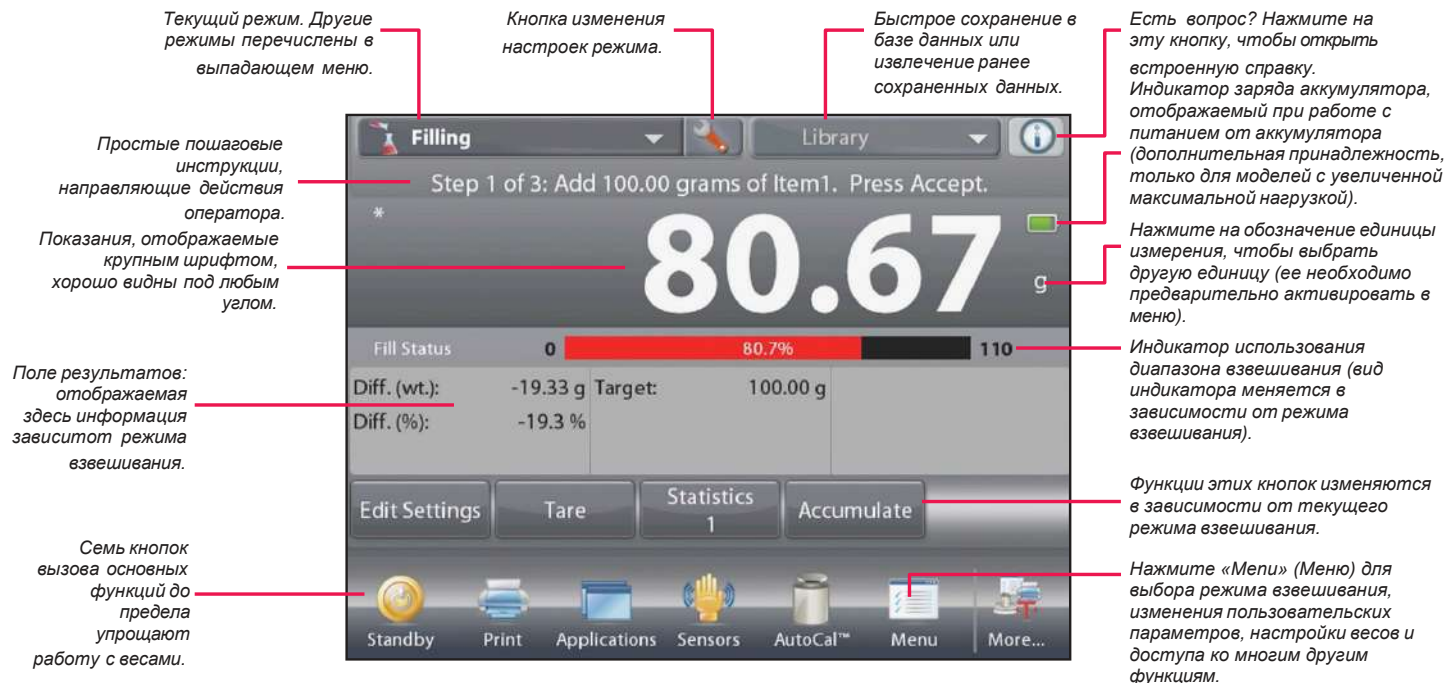 Текущий режим. Другие
режимы перечислены в
выпадающем меню.
Кнопка изменения
настроек режима.
Быстрое сохранение в
базе данных или
извлечение ранее
сохраненных данных.
Есть вопрос? Нажмите на
эту кнопку, чтобы открыть
встроенную справку.
Индикатор заряда аккумулятора,
отображаемый при работе с
питанием от аккумулятора
(дополнительная принадлежность,
только для моделей с увеличенной
максимальной нагрузкой).
Нажмите на обозначение единицы
измерения, чтобы выбрать
другую единицу (ее необходимо
предварительно активировать в
меню).
Индикатор использования
диапазона взвешивания (вид
индикатора меняется в
зависимости от режима
взвешивания).
Функции этих кнопок изменяются
в зависимости от текущего
режима взвешивания.
Нажмите «Menu» (Меню) для
выбора режима взвешивания,
изменения пользовательских
параметров, настройки весов и
доступа ко многим другим
функциям.
Простые пошаговые
инструкции,
направляющие действия
оператора.
Показания, отображаемые
крупным шрифтом,
хорошо видны под любым
углом.
Поле результатов:
отображаемая
здесь информация
зависитот режима
взвешивания.
Семь кнопок
вызова основных
функций до
предела
упрощают
работу с весами.
Filling
Library
Step 1 of 3: Add 100.00 grams of Item1. Press Accept.
*
80.67
g
Fill Status 0 80.7% 110
Diff. (wt.): -19.33 g Target: 100.00 g
Diff. (%): -19.3 %
Edit Settings
Tare
Statistics
1
Accumulate
Standby Print Applications Sensors AutoCal™ Menu More...